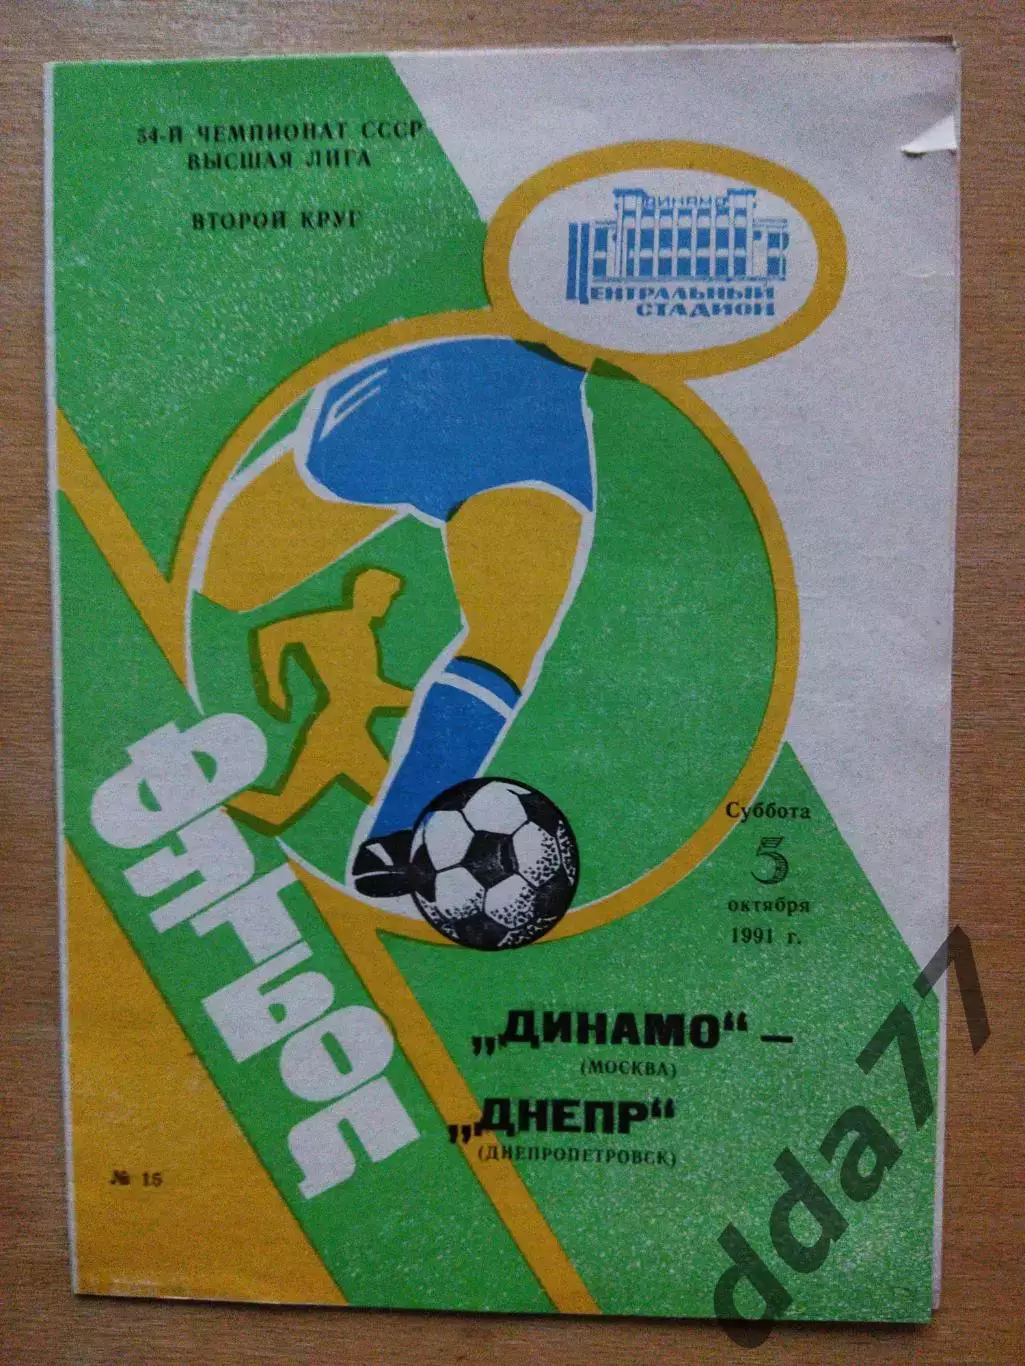 54-Й ЧЕМПИОНАТ СССР
ВЫСШАЯ ЛИГА
ВТОРОЙ КРУГ
ДИНАМО
ЦЕНТРАЛЬНЫЙ
СТАДИОН
ФУТБОЛ
Суббота
5
октября
1991 г.
„ДИНАМО“ –
(МОСКВА)
„ДНЕПР“
(ДНЕПРОПЕТРОВСК)
№ 15
dda77